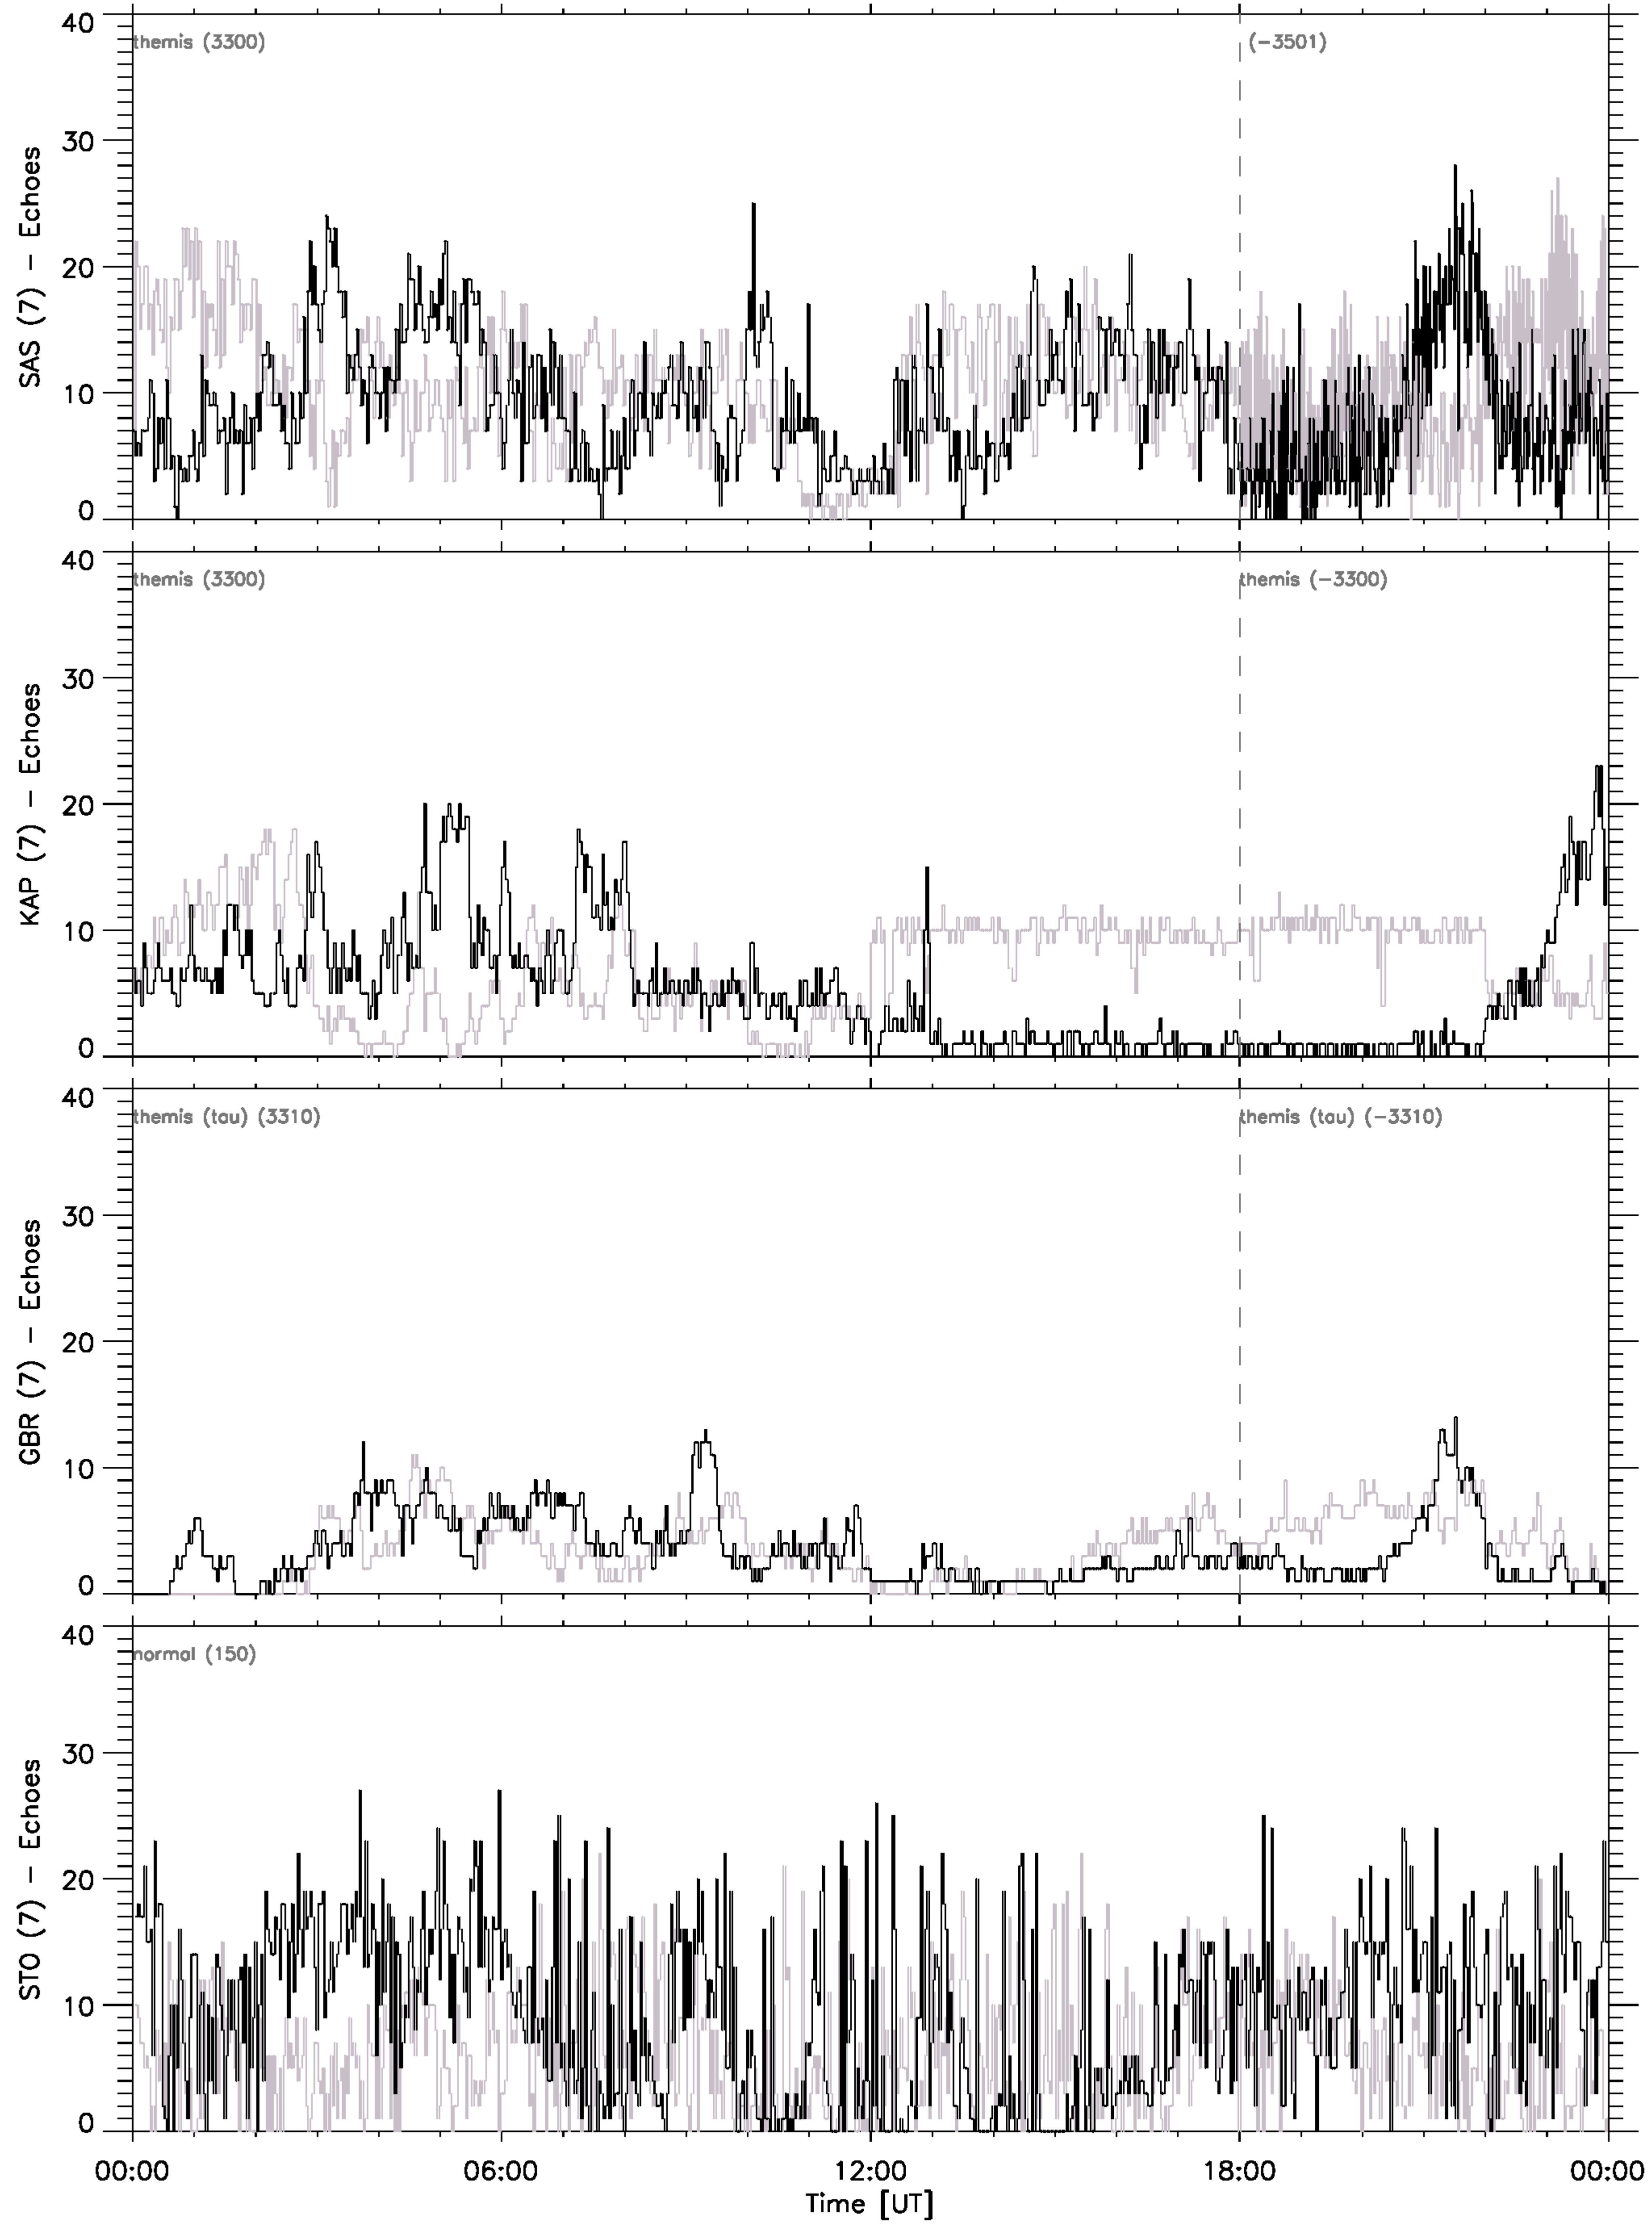 40
30
20
10
0
SAS (7) – Echoes
themis (3300)
(−3501)
40
30
20
10
0
KAP (7) – Echoes
themis (3300)
themis (−3300)
40
30
20
10
0
GBR (7) – Echoes
themis (tau) (3310)
themis (tau) (−3310)
40
30
20
10
0
STO (7) – Echoes
normal (150)
00:00 06:00 12:00 18:00 00:00
Time [UT]